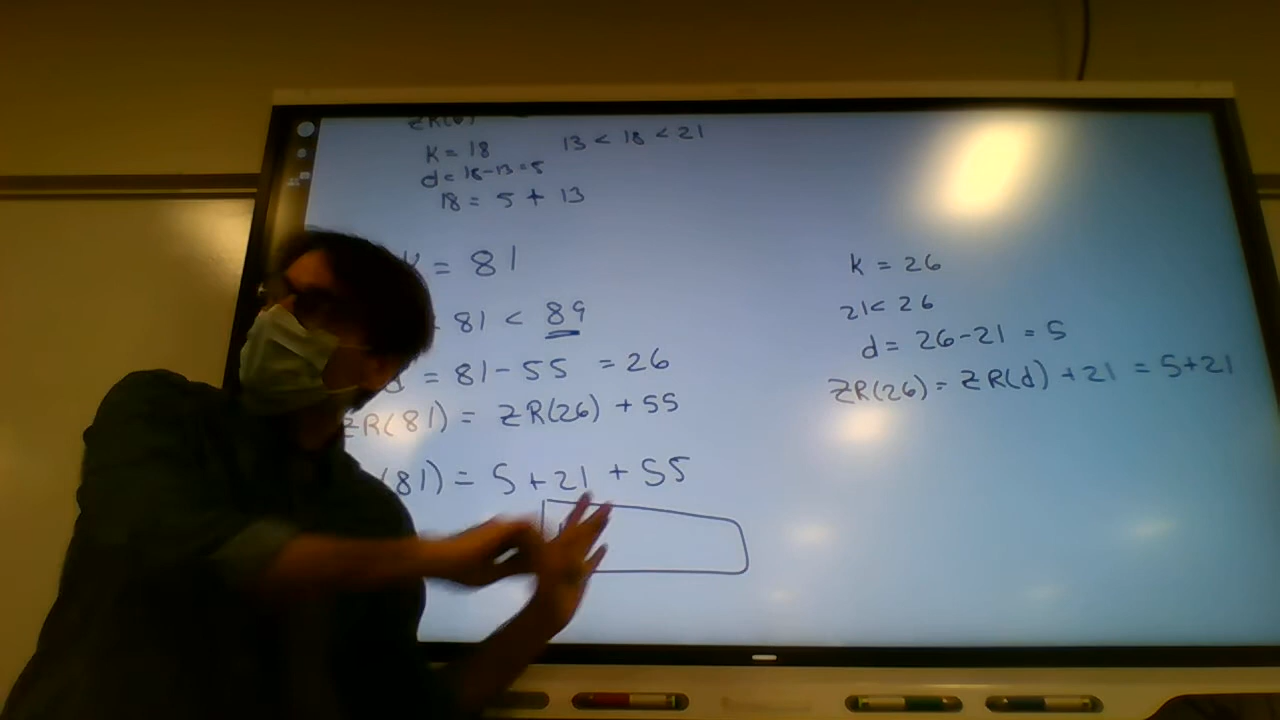 K = 18 13 < 18 < 21
d = 18-13=5
18 = 5 + 13
K = 81
81 < 89
d = 81-55 = 26
ZR(81) = ZR(26) + 55
(81) = 5+21 + 55
K = 26
21< 26
d = 26-21 = 5
ZR(26) = ZR(d) +21 = 5+21